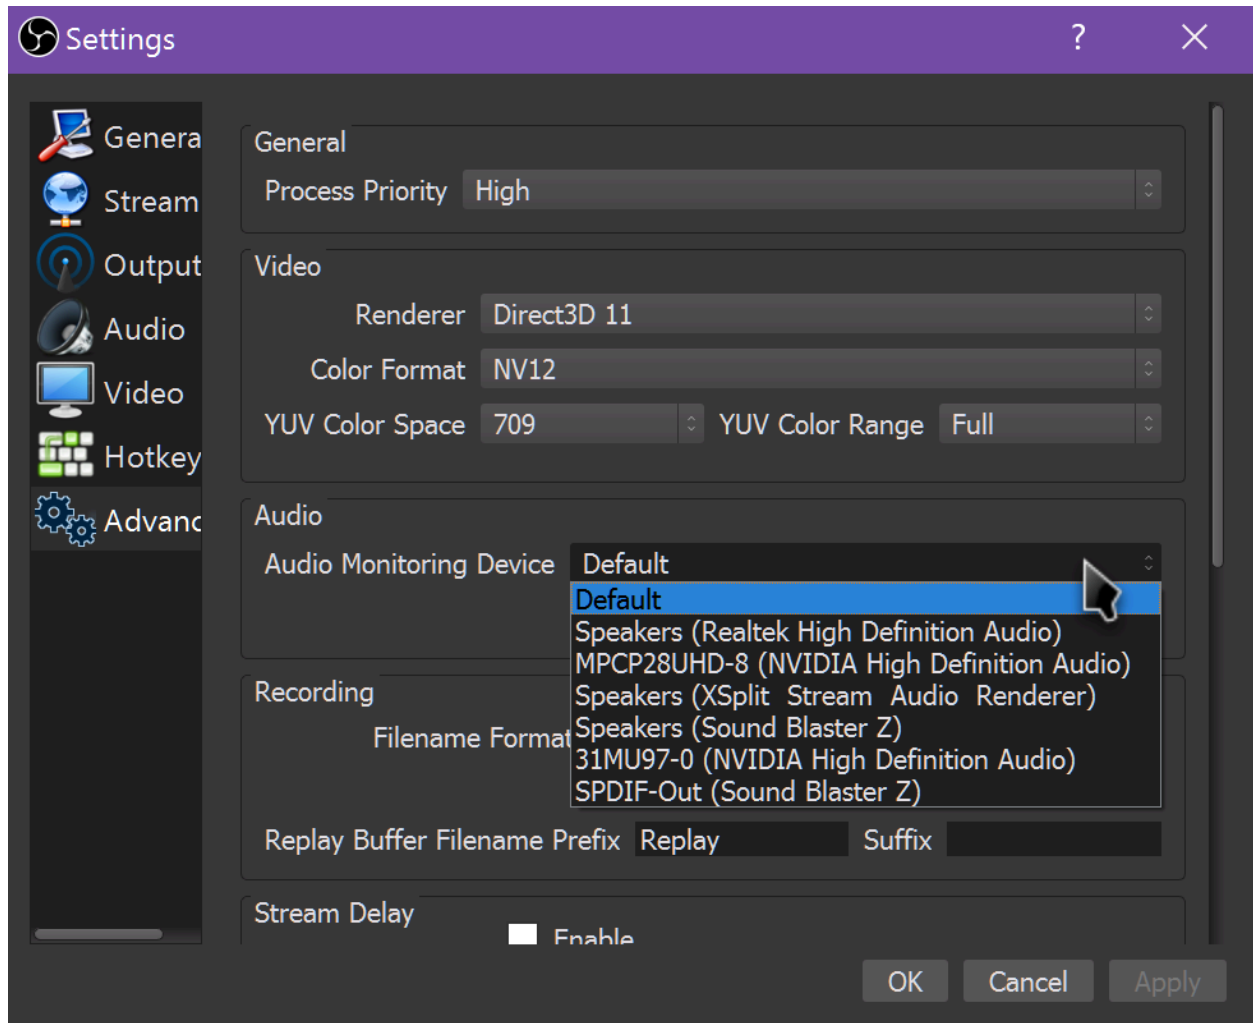 Settings ?
Genera
Stream
Output
Audio
Video
Hotkey
Advanc
General
Process Priority High
Video
Renderer Direct3D 11
Color Format NV12
YUV Color Space 709 YUV Color Range Full
Audio
Audio Monitoring Device Default
Default
Speakers (Realtek High Definition Audio)
MPCP28UHD-8 (NVIDIA High Definition Audio)
Speakers (XSplit Stream Audio Renderer)
Speakers (Sound Blaster Z)
31MU97-0 (NVIDIA High Definition Audio)
SPDIF-Out (Sound Blaster Z)
Recording
Filename Format
Replay Buffer Filename Prefix Replay Suffix
Stream Delay
Enable
OK Cancel Apply